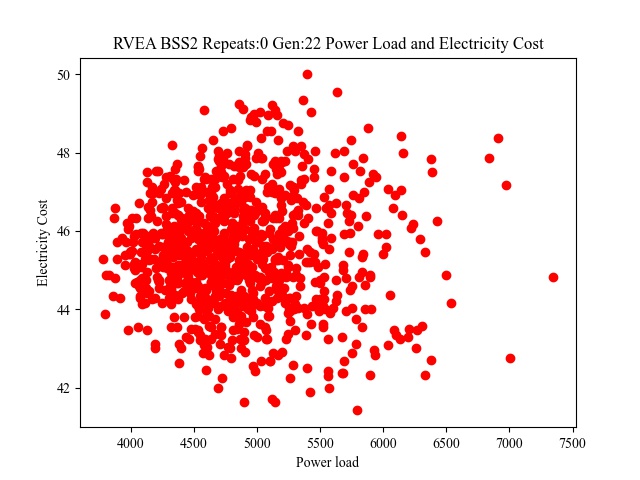 RVEA BSS2 Repeats:0 Gen:22 Power Load and Electricity Cost
50
48
46
44
42
Electricity Cost
4000 4500 5000 5500 6000 6500 7000 7500
Power load